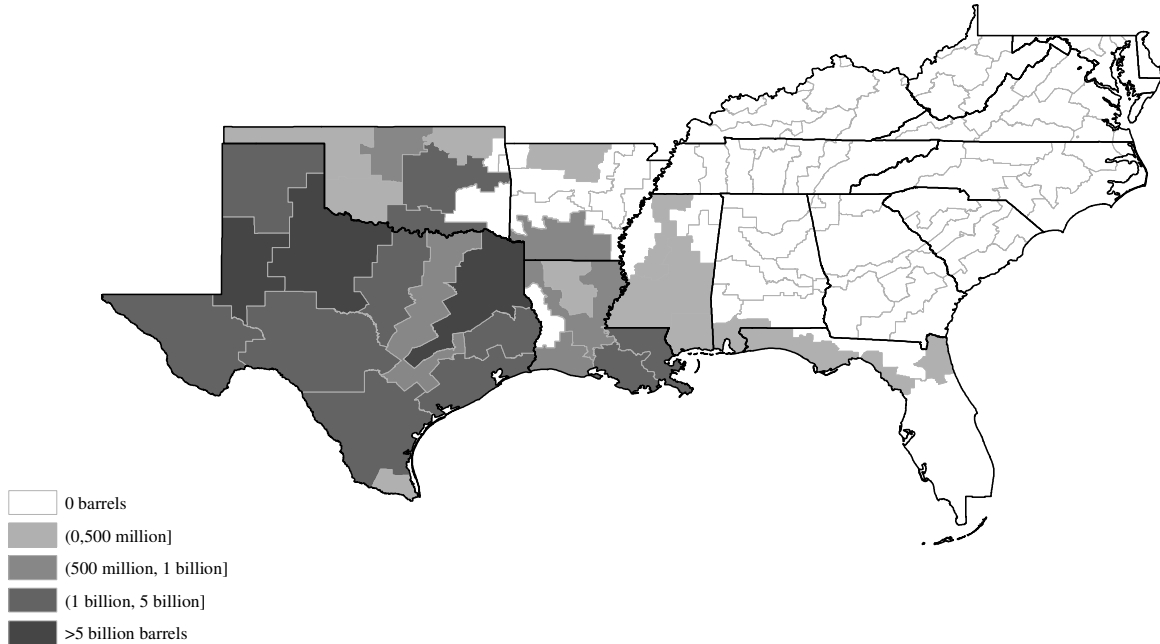 0 barrels
(0,500 million]
(500 million, 1 billion]
(1 billion, 5 billion]
>5 billion barrels